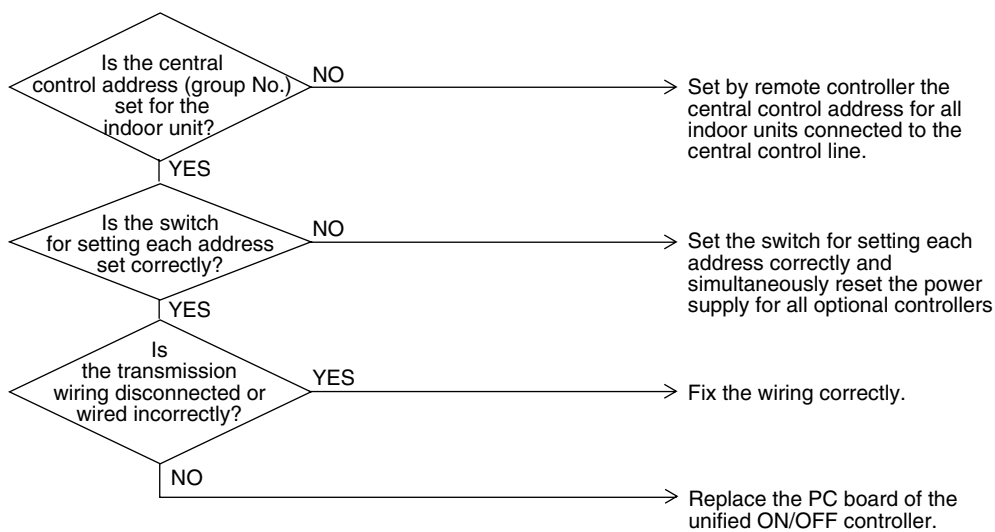 Is the central
control address (group No.)
set for the
indoor unit?
NO
Set by remote controller the
central control address for all
indoor units connected to the
central control line.
YES
Is the switch
for setting each address
set correctly?
NO
Set the switch for setting each
address correctly and
simultaneously reset the power
supply for all optional controllers
YES
Is
the transmission
wiring disconnected or
wired incorrectly?
YES
Fix the wiring correctly.
NO
Replace the PC board of the
unified ON/OFF controller.